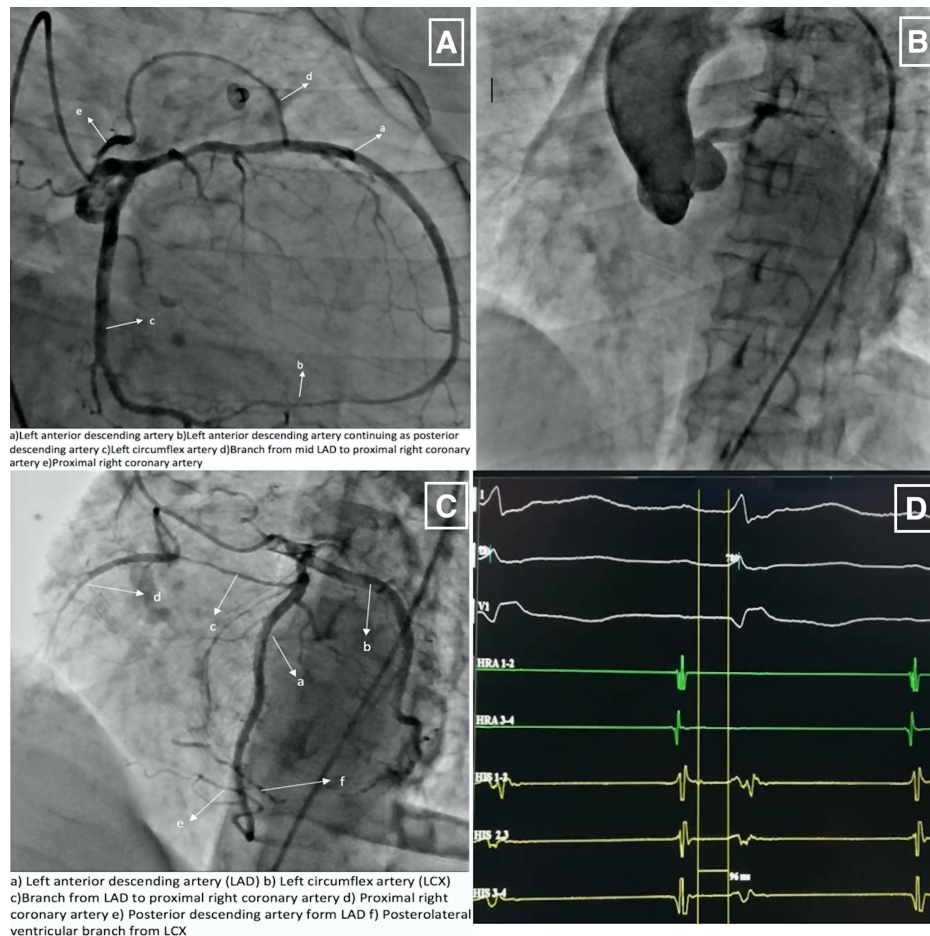 A
B
d
e
a
c
b
a)Left anterior descending artery b)Left anterior descending artery continuing as posterior
descending artery c)Left circumflex artery d)Branch from mid LAD to proximal right coronary
artery e)Proximal right coronary artery
C
D
I
V1
HRA 1-2
HRA 3-4
HIS 1-2
HIS 2,3
HIS 3-4
96 ms
d
c
b
a
f
e
a) Left anterior descending artery (LAD) b) Left circumflex artery (LCX)
c)Branch from LAD to proximal right coronary artery d) Proximal right
coronary artery e) Posterior descending artery form LAD f) Posterolateral
ventricular branch from LCX